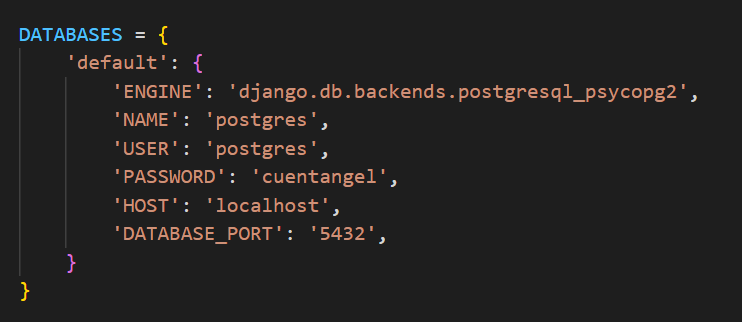 DATABASES = {
    'default': {
        'ENGINE': 'django.db.backends.postgresql_psycopg2',
        'NAME': 'postgres',
        'USER': 'postgres',
        'PASSWORD': 'cuentangel',
        'HOST': 'localhost',
        'DATABASE_PORT': '5432',
    }
}